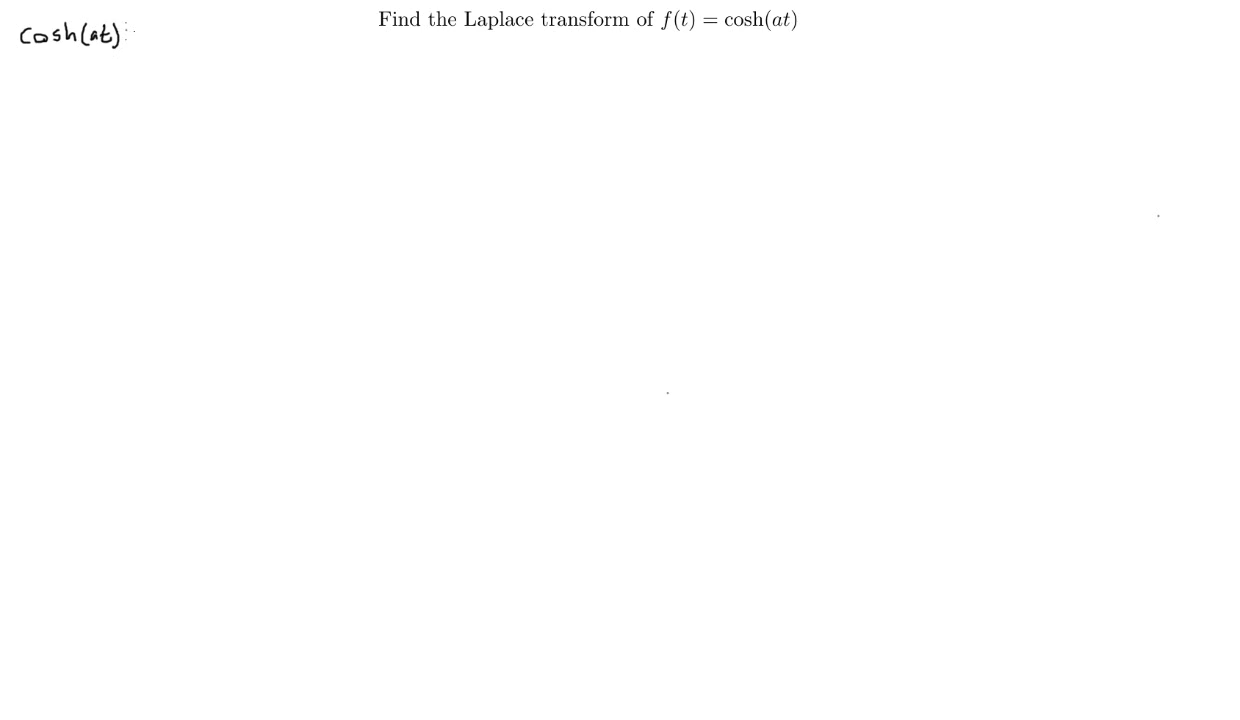 Find the Laplace transform of f(t) = cosh(at)
cosh(at)